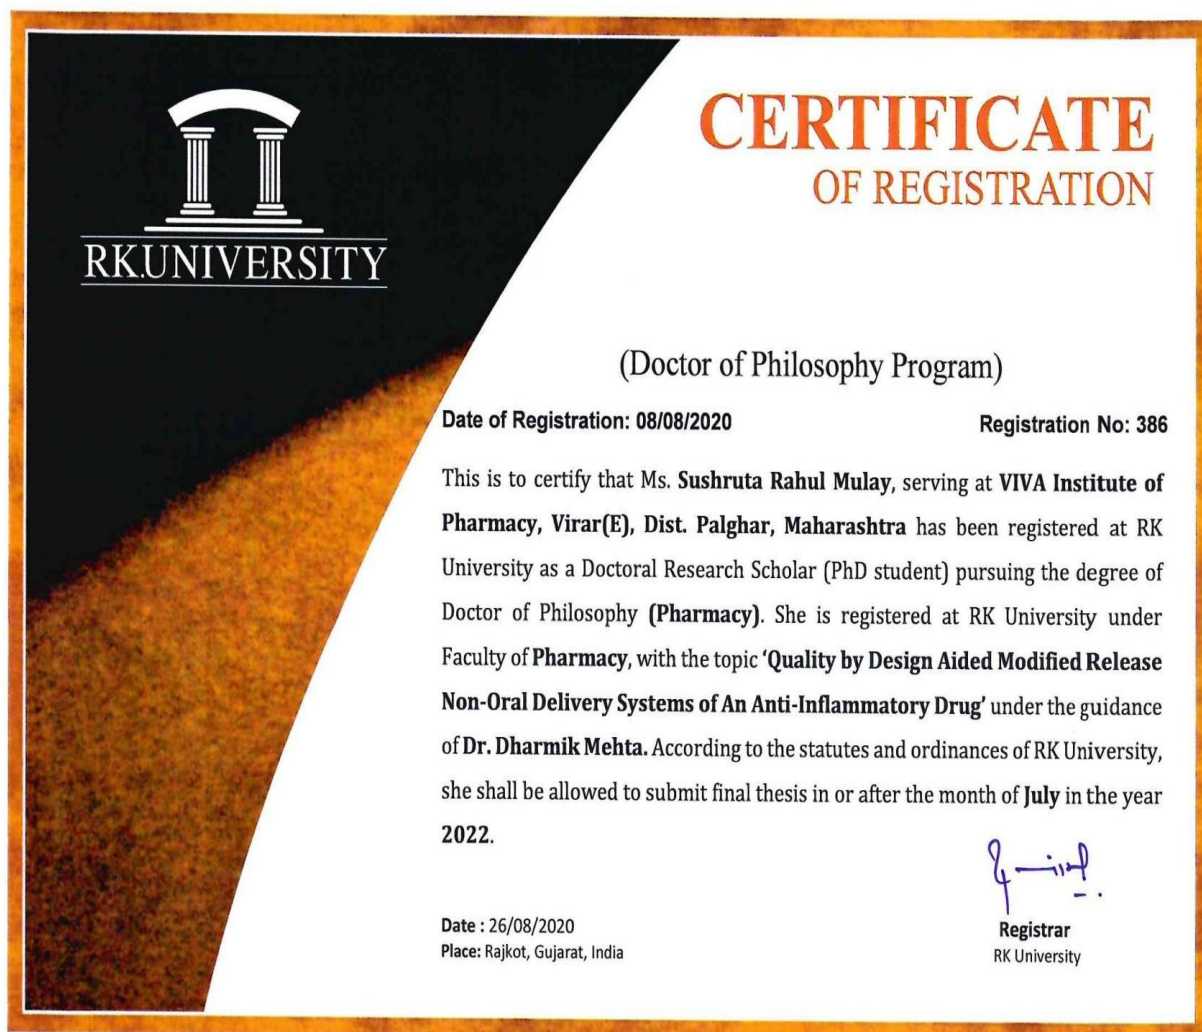 RK.UNIVERSITY
CERTIFICATE
OF REGISTRATION
(Doctor of Philosophy Program)
Date of Registration: 08/08/2020 Registration No: 386
This is to certify that Ms. Sushruta Rahul Mulay, serving at VIVA Institute of
Pharmacy, Virar(E), Dist. Palghar, Maharashtra has been registered at RK
University as a Doctoral Research Scholar (PhD student) pursuing the degree of
Doctor of Philosophy (Pharmacy). She is registered at RK University under
Faculty of Pharmacy, with the topic ‘Quality by Design Aided Modified Release
Non-Oral Delivery Systems of An Anti-Inflammatory Drug’ under the guidance
of Dr. Dharmik Mehta. According to the statutes and ordinances of RK University,
she shall be allowed to submit final thesis in or after the month of July in the year
2022.
Date : 26/08/2020
Place: Rajkot, Gujarat, India
Registrar
RK University